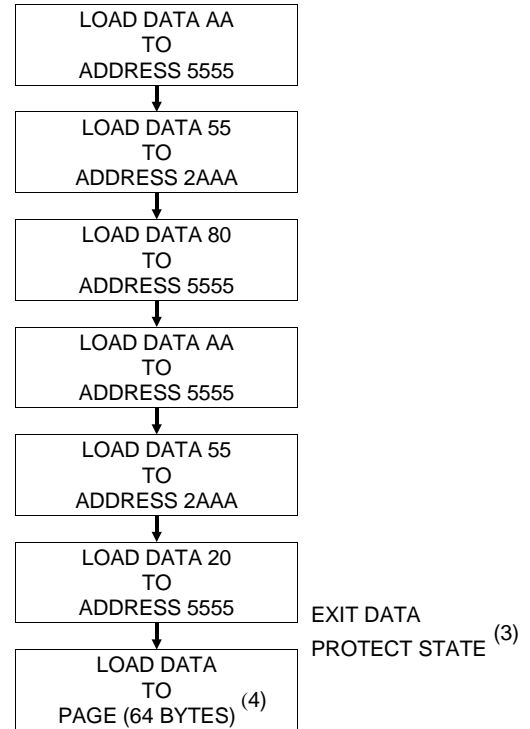 LOAD DATA AA
TO
ADDRESS 5555
LOAD DATA 55
TO
ADDRESS 2AAA
LOAD DATA 80
TO
ADDRESS 5555
LOAD DATA AA
TO
ADDRESS 5555
LOAD DATA 55
TO
ADDRESS 2AAA
LOAD DATA 20
TO
ADDRESS 5555
EXIT DATA
PROTECT STATE (3)
LOAD DATA
TO
PAGE (64 BYTES) (4)